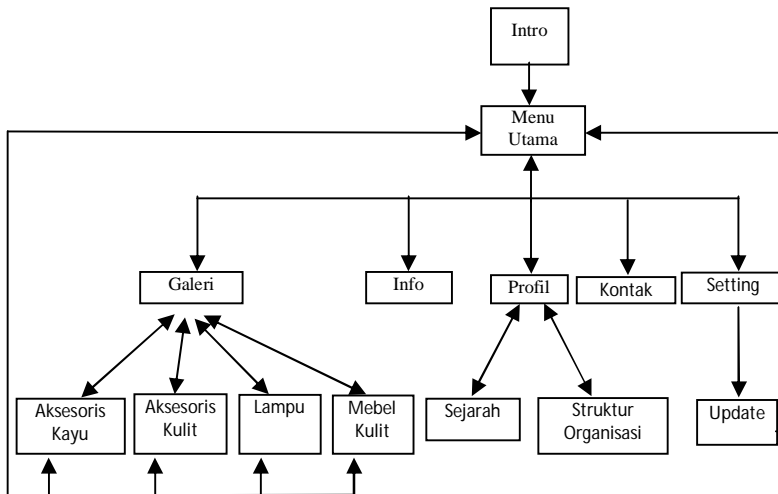 Intro
Menu
Utama
Galeri
Info
Profil
Kontak
Setting
Aksesoris
Kayu
Aksesoris
Kulit
Lampu
Mebel
Kulit
Sejarah
Struktur
Organisasi
Update